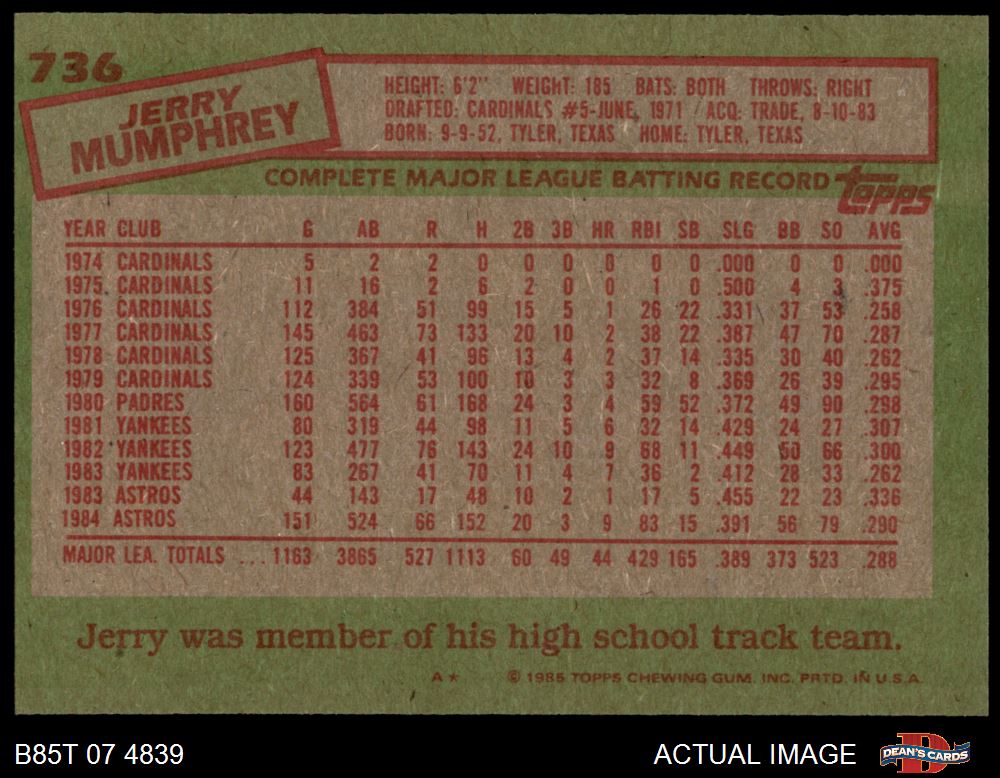 736
JERRY
MUMPHREY
HEIGHT: 6'2" WEIGHT: 185 BATS: BOTH THROWS: RIGHT
DRAFTED: CARDINALS #5-JUNE, 1971 / ACQ: TRADE, 8-10-83
BORN: 9-9-52, TYLER, TEXAS HOME: TYLER, TEXAS
COMPLETE MAJOR LEAGUE BATTING RECORD topps
YEAR CLUB G AB R H 2B 3B HR RBI SB SLG BB SO AVG
1974 CARDINALS 5 2 2 0 0 0 0 0 0 .000 0 0 .000
1975 CARDINALS 11 16 2 6 2 0 0 1 0 .500 4 3 .375
1976 CARDINALS 112 384 51 99 15 5 1 26 22 .331 37 53 .258
1977 CARDINALS 145 463 73 133 20 10 2 38 22 .387 47 70 .287
1978 CARDINALS 125 367 41 96 13 4 2 37 14 .335 30 40 .262
1979 CARDINALS 124 339 53 100 10 3 3 32 8 .369 26 39 .295
1980 PADRES 160 564 61 168 24 3 4 59 52 .372 49 90 .298
1981 YANKEES 80 319 44 98 11 5 6 32 14 .429 24 27 .307
1982 YANKEES 123 477 76 143 24 10 9 68 11 .449 50 66 .300
1983 YANKEES 83 267 41 70 11 4 7 36 2 .412 28 33 .262
1983 ASTROS 44 143 17 48 10 2 1 17 5 .455 22 23 .336
1984 ASTROS 151 524 66 152 20 3 9 83 15 .391 56 79 .290
MAJOR LEA. TOTALS ... 1163 3865 527 1113 60 49 44 429 165 .389 373 523 .288
Jerry was member of his high school track team.
A* © 1985 TOPPS CHEWING GUM, INC. PRTD. IN U.S.A.
B85T 07 4839 ACTUAL IMAGE D DEAN'S CARDS